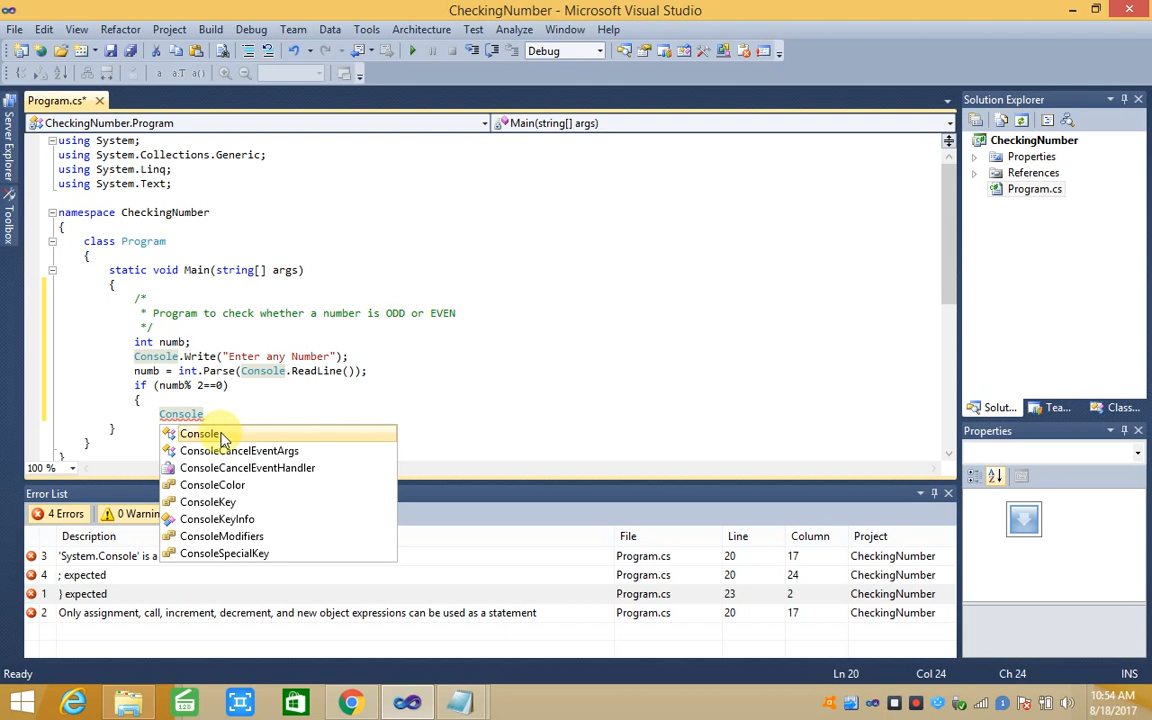 CheckingNumber - Microsoft Visual Studio
File Edit View Refactor Project Build Debug Team Data Tools Architecture Test Analyze Window Help
Debug
Program.cs*
Solution Explorer
CheckingNumber.Program
Main(string[] args)
Server Explorer
Toolbox
using System;
using System.Collections.Generic;
using System.Linq;
using System.Text;
namespace CheckingNumber
{
class Program
{
static void Main(string[] args)
{
/*
* Program to check whether a number is ODD or EVEN
*/
int numb;
Console.Write("Enter any Number");
numb = int.Parse(Console.ReadLine());
if (numb% 2==0)
{
Console
}
}
}
Console
ConsoleCancelEventArgs
ConsoleCancelEventHandler
ConsoleColor
ConsoleKey
ConsoleKeyInfo
ConsoleModifiers
ConsoleSpecialKey
100 %
CheckingNumber
Properties
References
Program.cs
Solut... Tea... Class...
Properties
Error List
4 Errors 0 Warnin
Description File Line Column Project
3 'System.Console' is a Program.cs 20 17 CheckingNumber
4 ; expected Program.cs 20 24 CheckingNumber
1 } expected Program.cs 23 2 CheckingNumber
2 Only assignment, call, increment, decrement, and new object expressions can be used as a statement Program.cs 20 17 CheckingNumber
Ready Ln 20 Col 24 Ch 24 INS
10:54 AM
8/18/2017